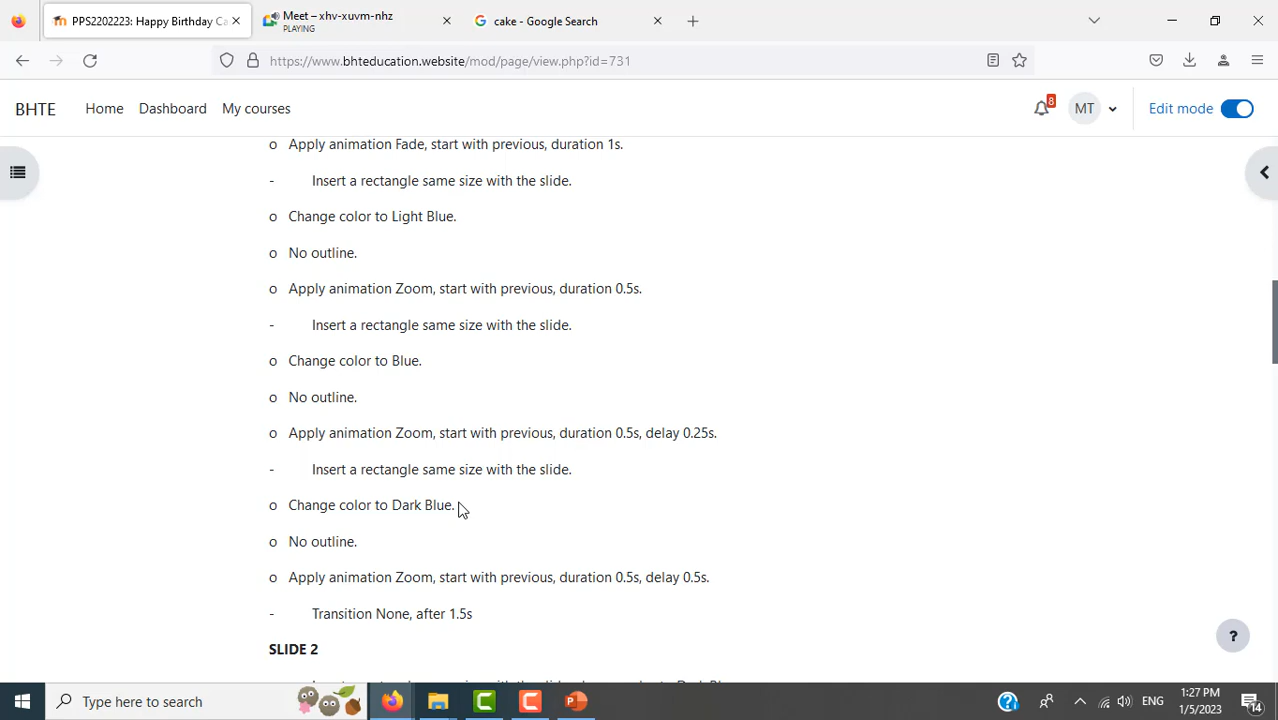 PPS2202223: Happy Birthday Ca
Meet – xhv-xuvm-nhz
PLAYING
cake - Google Search
https://www.bhteducation.website/mod/page/view.php?id=731
BHTE
Home
Dashboard
My courses
8
MT
Edit mode
o Apply animation Fade, start with previous, duration 1s.
- Insert a rectangle same size with the slide.
o Change color to Light Blue.
o No outline.
o Apply animation Zoom, start with previous, duration 0.5s.
- Insert a rectangle same size with the slide.
o Change color to Blue.
o No outline.
o Apply animation Zoom, start with previous, duration 0.5s, delay 0.25s.
- Insert a rectangle same size with the slide.
o Change color to Dark Blue.
o No outline.
o Apply animation Zoom, start with previous, duration 0.5s, delay 0.5s.
- Transition None, after 1.5s
SLIDE 2
?
Type here to search
ENG
1:27 PM
1/5/2023
14